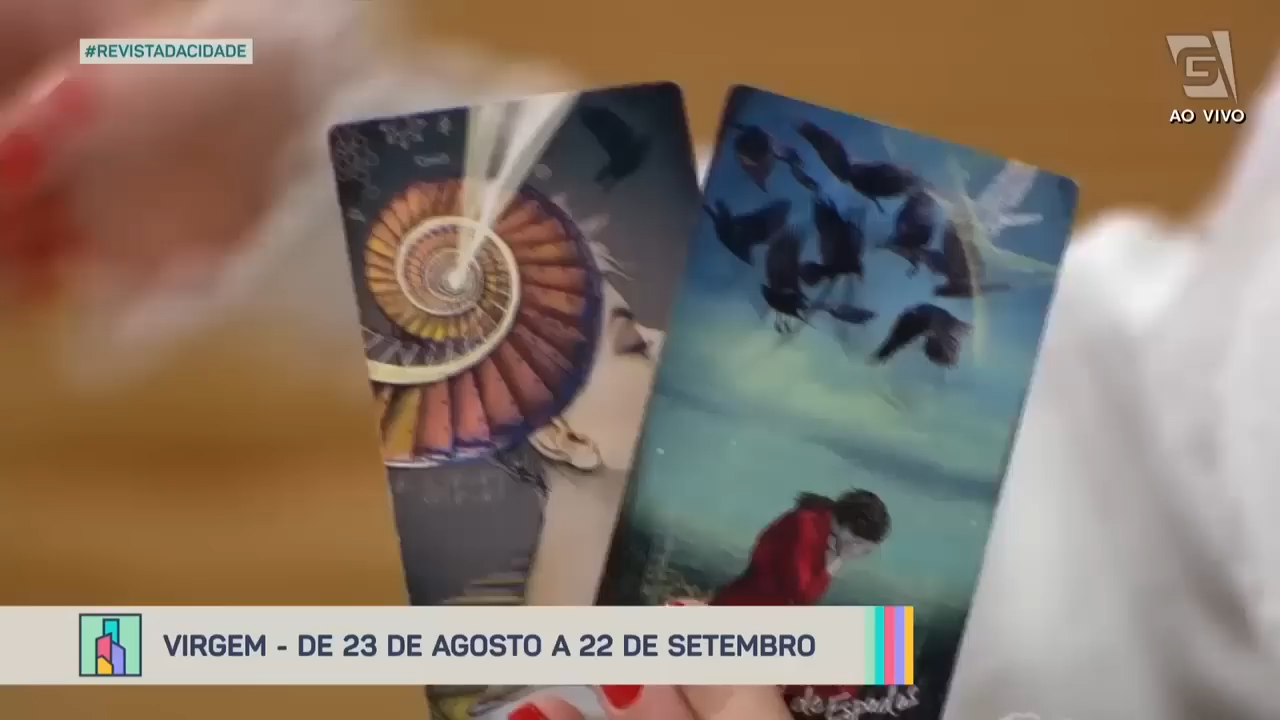 #REVISTADACIDADE
AO VIVO
VIRGEM - DE 23 DE AGOSTO A 22 DE SETEMBRO
de Espadas